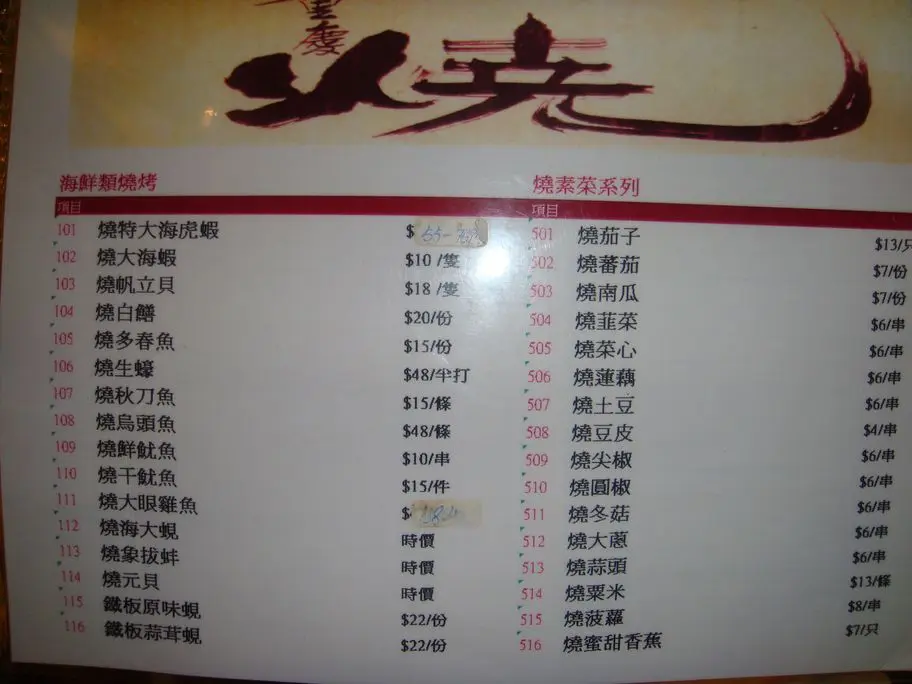 重慶
燒
海鮮類燒烤
項目
101 燒特大海虎蝦 $
102 燒大海蝦 $10 /隻
103 燒帆立貝 $18 /隻
104 燒白鱔 $20/份
105 燒多春魚 $15/份
106 燒生蠔 $48/半打
107 燒秋刀魚 $15/條
108 燒烏頭魚 $48/條
109 燒鮮魷魚 $10/串
110 燒干魷魚 $15/件
111 燒大眼雞魚 $
112 燒海大蜆 時價
113 燒象拔蚌 時價
114 燒元貝 時價
115 鐵板原味蜆 $22/份
116 鐵板蒜茸蜆 $22/份
燒素菜系列
項目
501 燒茄子 $13/只
502 燒蕃茄 $7/份
503 燒南瓜 $7/份
504 燒韮菜 $6/串
505 燒菜心 $6/串
506 燒蓮藕 $6/串
507 燒土豆 $6/串
508 燒豆皮 $4/串
509 燒尖椒 $6/串
510 燒圓椒 $6/串
511 燒冬菇 $6/串
512 燒大蔥 $6/串
513 燒蒜頭 $6/串
514 燒粟米 $13/條
515 燒菠蘿 $8/串
516 燒蜜甜香蕉 $7/只